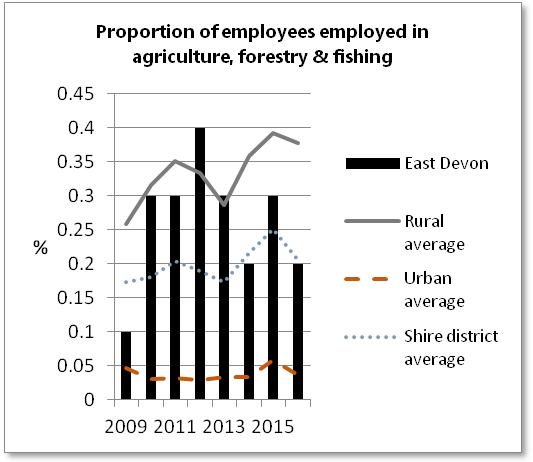 Proportion of employees employed in
agriculture, forestry & fishing
0.45
0.4
0.35
0.3
0.25
0.2
0.15
0.1
0.05
0
%
2009 2011 2013 2015
East Devon
Rural
average
Urban
average
Shire district
average